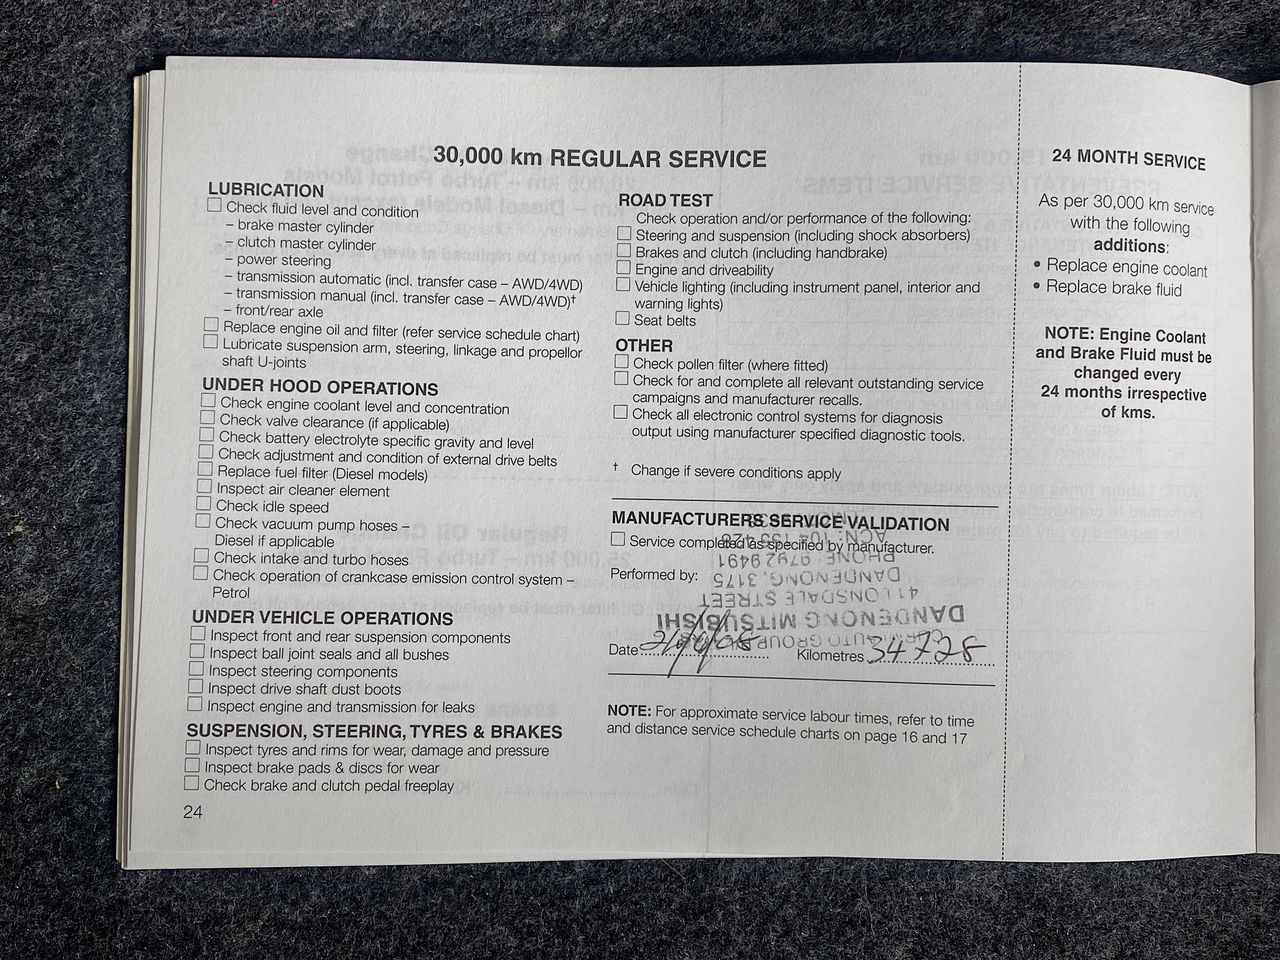 30,000 km REGULAR SERVICE
LUBRICATION
Check fluid level and condition
– brake master cylinder
– clutch master cylinder
– power steering
– transmission automatic (incl. transfer case – AWD/4WD)
– transmission manual (incl. transfer case – AWD/4WD)†
– front/rear axle
Replace engine oil and filter (refer service schedule chart)
Lubricate suspension arm, steering, linkage and propellor
shaft U-joints
UNDER HOOD OPERATIONS
Check engine coolant level and concentration
Check valve clearance (if applicable)
Check battery electrolyte specific gravity and level
Check adjustment and condition of external drive belts
Replace fuel filter (Diesel models)
Inspect air cleaner element
Check idle speed
Check vacuum pump hoses –
Diesel if applicable
Check intake and turbo hoses
Check operation of crankcase emission control system –
Petrol
UNDER VEHICLE OPERATIONS
Inspect front and rear suspension components
Inspect ball joint seals and all bushes
Inspect steering components
Inspect drive shaft dust boots
Inspect engine and transmission for leaks
SUSPENSION, STEERING, TYRES & BRAKES
Inspect tyres and rims for wear, damage and pressure
Inspect brake pads & discs for wear
Check brake and clutch pedal freeplay
24
ROAD TEST
Check operation and/or performance of the following:
Steering and suspension (including shock absorbers)
Brakes and clutch (including handbrake)
Engine and driveability
Vehicle lighting (including instrument panel, interior and
warning lights)
Seat belts
OTHER
Check pollen filter (where fitted)
Check for and complete all relevant outstanding service
campaigns and manufacturer recalls.
Check all electronic control systems for diagnosis
output using manufacturer specified diagnostic tools.
† Change if severe conditions apply
MANUFACTURERS SERVICE VALIDATION
Service completed as specified by manufacturer.
Performed by:
DANDENONG MITSUBISHI
41 LONSDALE STREET
DANDENONG, 3175
PHONE: 9792 9491
Date
Kilometres 34728
NOTE: For approximate service labour times, refer to time
and distance service schedule charts on page 16 and 17
24 MONTH SERVICE
As per 30,000 km service
with the following
additions:
• Replace engine coolant
• Replace brake fluid
NOTE: Engine Coolant
and Brake Fluid must be
changed every
24 months irrespective
of kms.